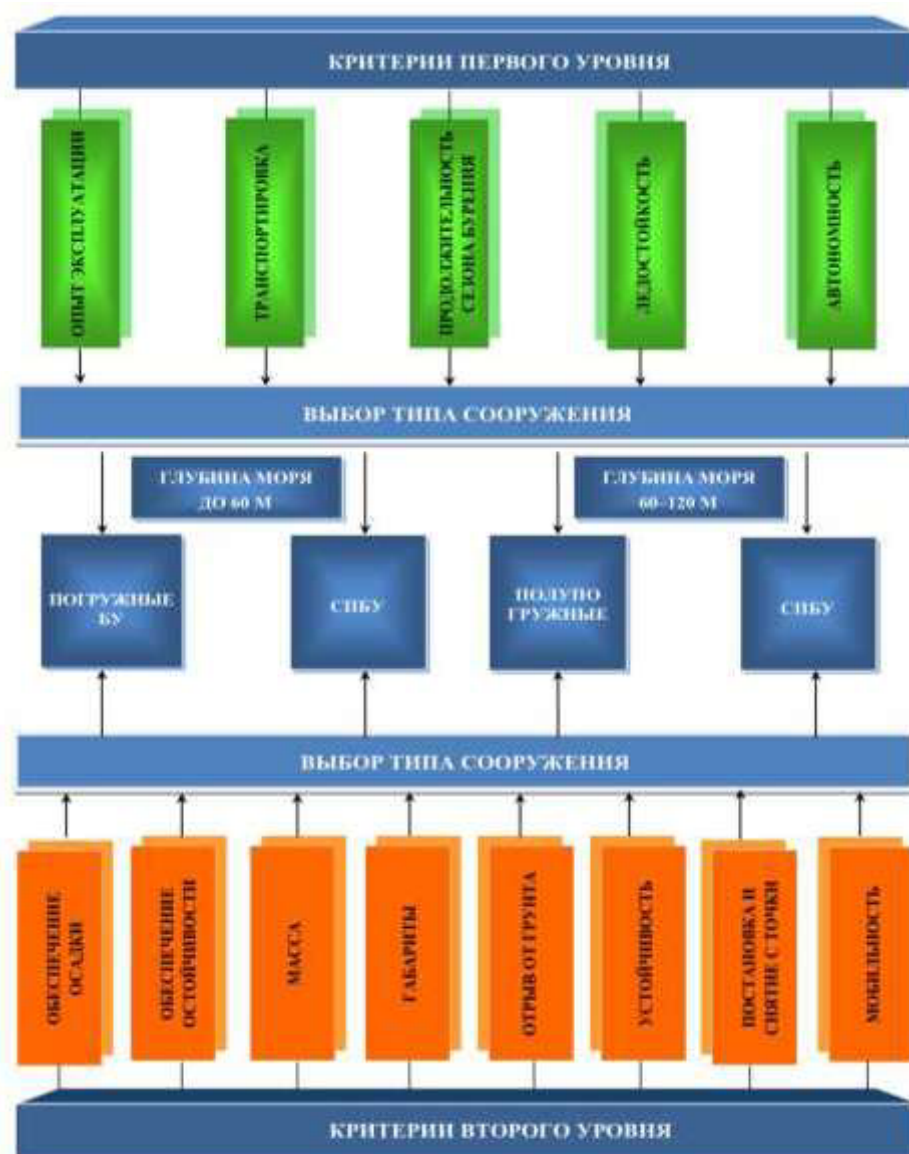 КРИТЕРИИ ПЕРВОГО УРОВНЯ
ОПЫТ ЭКСПЛУАТАЦИИ
ТРАНСПОРТИРОВКА
ПРОДОЛЖИТЕЛЬНОСТЬ
СЕЗОНА БУРЕНИЯ
ЛЕДОСТОЙКОСТЬ
АВТОНОМНОСТЬ
ВЫБОР ТИПА СООРУЖЕНИЯ
ГЛУБИНА МОРЯ
ДО 60 М
ГЛУБИНА МОРЯ
60–120 М
ПОГРУЖНЫЕ
БУ
СПБУ
ПОЛУПО
ГРУЖНЫЕ
СПБУ
ВЫБОР ТИПА СООРУЖЕНИЯ
ОБЕСПЕЧЕНИЕ
ОСАДКИ
ОБЕСПЕЧЕНИЕ
ОСТОЙЧИВОСТИ
МАССА
ГАБАРИТЫ
ОТРЫВ ОТ ГРУНТА
УСТОЙЧИВОСТЬ
ПОСТАНОВКА И
СНЯТИЕ С ТОЧКИ
МОБИЛЬНОСТЬ
КРИТЕРИИ ВТОРОГО УРОВНЯ